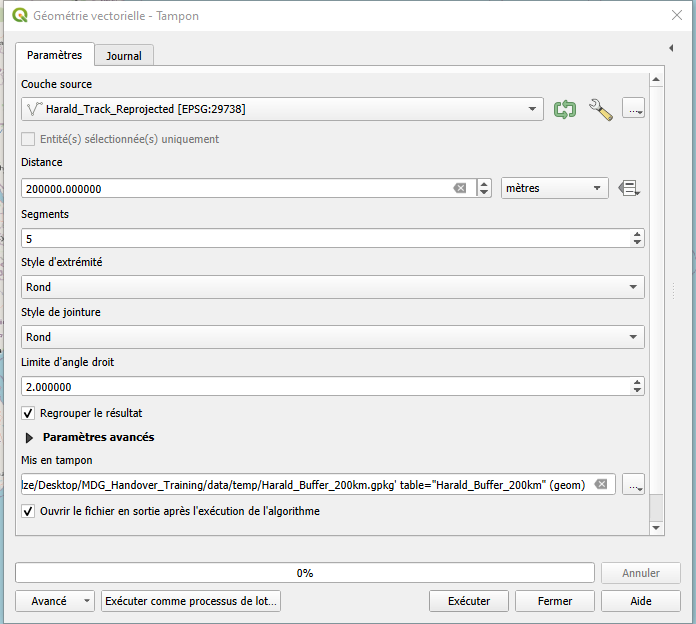 Géométrie vectorielle - Tampon
Paramètres
Journal
Couche source
Harald_Track_Reprojected [EPSG:29738]
...
Entité(s) sélectionnée(s) uniquement
Distance
200000.000000
mètres
Segments
5
Style d'extrémité
Rond
Style de jointure
Rond
Limite d'angle droit
2.000000
Regrouper le résultat
Paramètres avancés
Mis en tampon
lze/Desktop/MDG_Handover_Training/data/temp/Harald_Buffer_200km.gpkg' table="Harald_Buffer_200km" (geom)
...
Ouvrir le fichier en sortie après l'exécution de l'algorithme
0%
Annuler
Avancé
Exécuter comme processus de lot...
Exécuter
Fermer
Aide